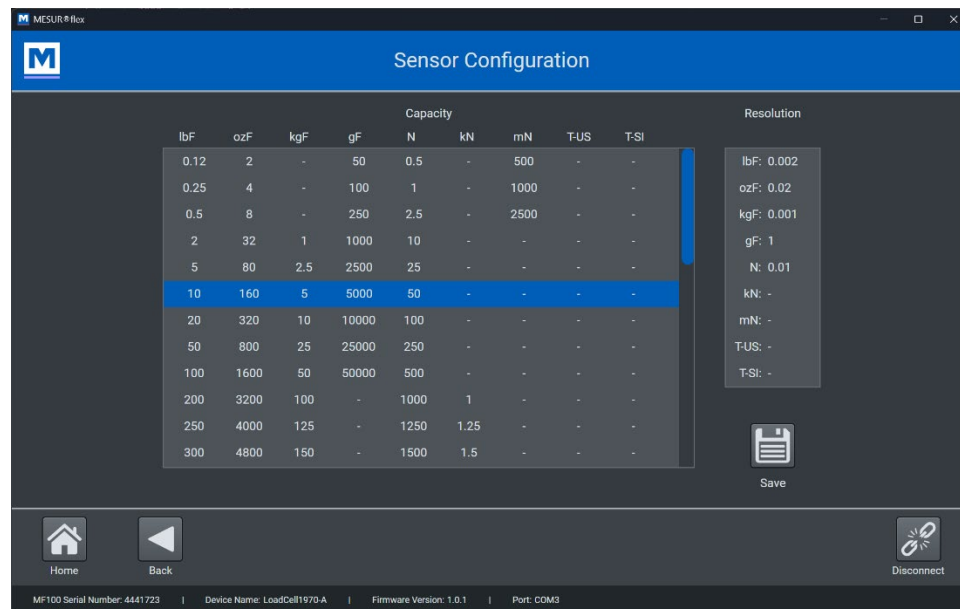 M MESUR®flex
M
Sensor Configuration
Capacity Resolution
lbF ozF kgF gF N kN mN T-US T-SI
0.12 2 - 50 0.5 - 500 - - lbF: 0.002
0.25 4 - 100 1 - 1000 - - ozF: 0.02
0.5 8 - 250 2.5 - 2500 - - kgF: 0.001
2 32 1 1000 10 - - - - gF: 1
5 80 2.5 2500 25 - - - - N: 0.01
10 160 5 5000 50 - - - - kN: -
20 320 10 10000 100 - - - - mN: -
50 800 25 25000 250 - - - - T-US: -
100 1600 50 50000 500 - - - - T-SI: -
200 3200 100 - 1000 1 - - -
250 4000 125 - 1250 1.25 - - -
300 4800 150 - 1500 1.5 - - -
Save
Home Back Disconnect
MF100 Serial Number: 4441723 | Device Name: LoadCell1970-A | Firmware Version: 1.0.1 | Port: COM3